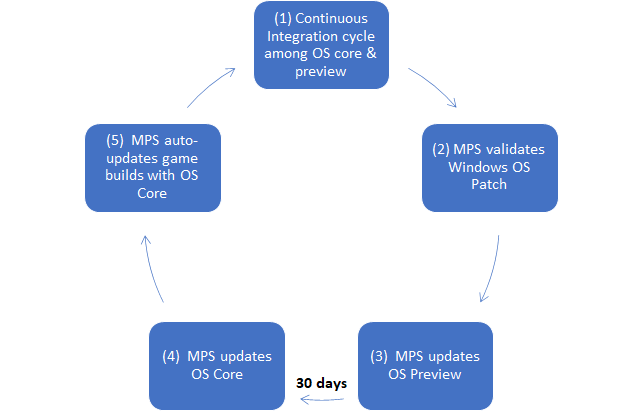 (1) Continuous
Integration cycle
among OS core &
preview
(2) MPS validates
Windows OS
Patch
(3)  MPS updates
OS Preview
30 days
(4)  MPS updates
OS Core
(5)  MPS auto-
updates game
builds with OS
Core